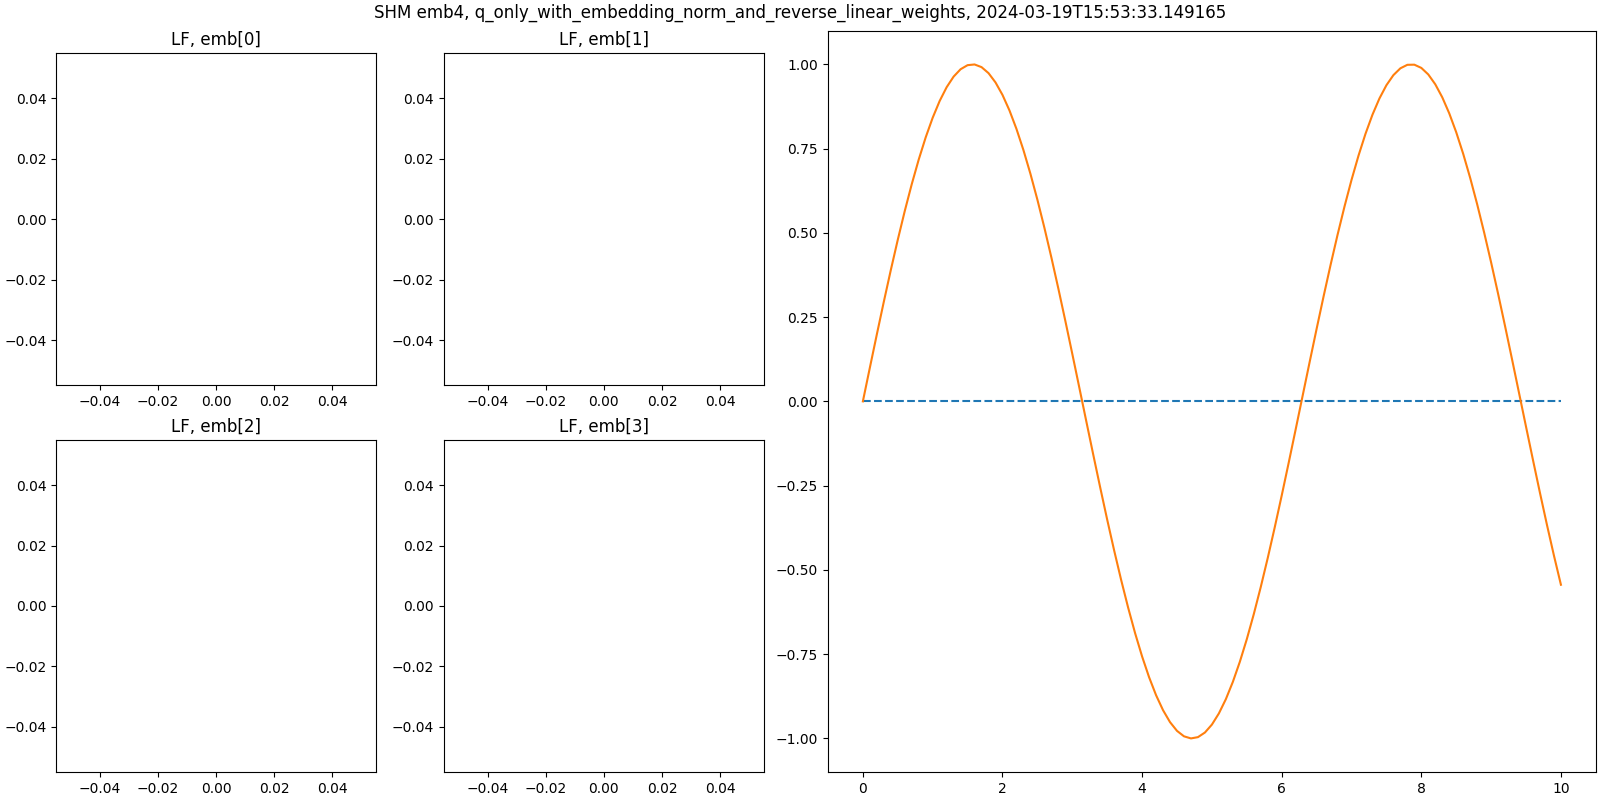 SHM emb4, q_only_with_embedding_norm_and_reverse_linear_weights, 2024-03-19T15:53:33.149165
LF, emb[0]
0.04
0.02
0.00
−0.02
−0.04
−0.04 −0.02 0.00 0.02 0.04
LF, emb[1]
0.04
0.02
0.00
−0.02
−0.04
−0.04 −0.02 0.00 0.02 0.04
LF, emb[2]
0.04
0.02
0.00
−0.02
−0.04
−0.04 −0.02 0.00 0.02 0.04
LF, emb[3]
0.04
0.02
0.00
−0.02
−0.04
−0.04 −0.02 0.00 0.02 0.04
1.00
0.75
0.50
0.25
0.00
−0.25
−0.50
−0.75
−1.00
0 2 4 6 8 10